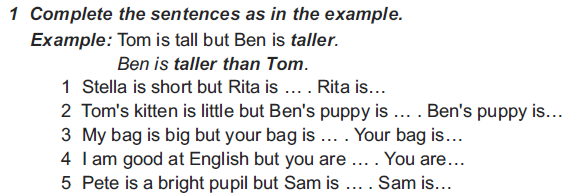 1 Complete the sentences as in the example.
Example: Tom is tall but Ben is taller.
Ben is taller than Tom.
1 Stella is short but Rita is … . Rita is…
2 Tom's kitten is little but Ben's puppy is … . Ben's puppy is…
3 My bag is big but your bag is … . Your bag is…
4 I am good at English but you are … . You are…
5 Pete is a bright pupil but Sam is … . Sam is…